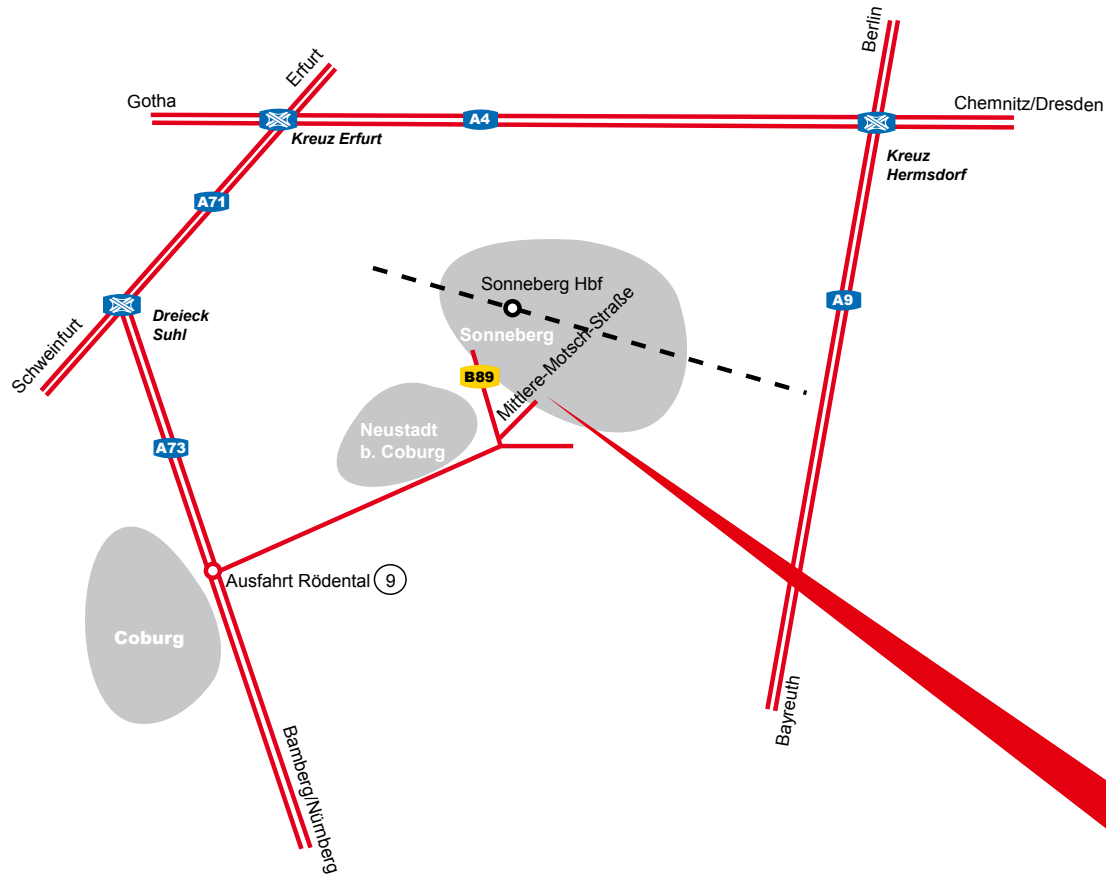 Berlin
Erfurt
Gotha
A4
Chemnitz/Dresden
Kreuz Erfurt
Kreuz
Hermsdorf
A71
Sonneberg Hbf
A9
Dreieck
Suhl
Schweinfurt
Sonneberg
Mittlere-Motsch-Straße
B89
Neustadt
b. Coburg
A73
Ausfahrt Rödental 9
Coburg
Bayreuth
Bamberg/Nürnberg